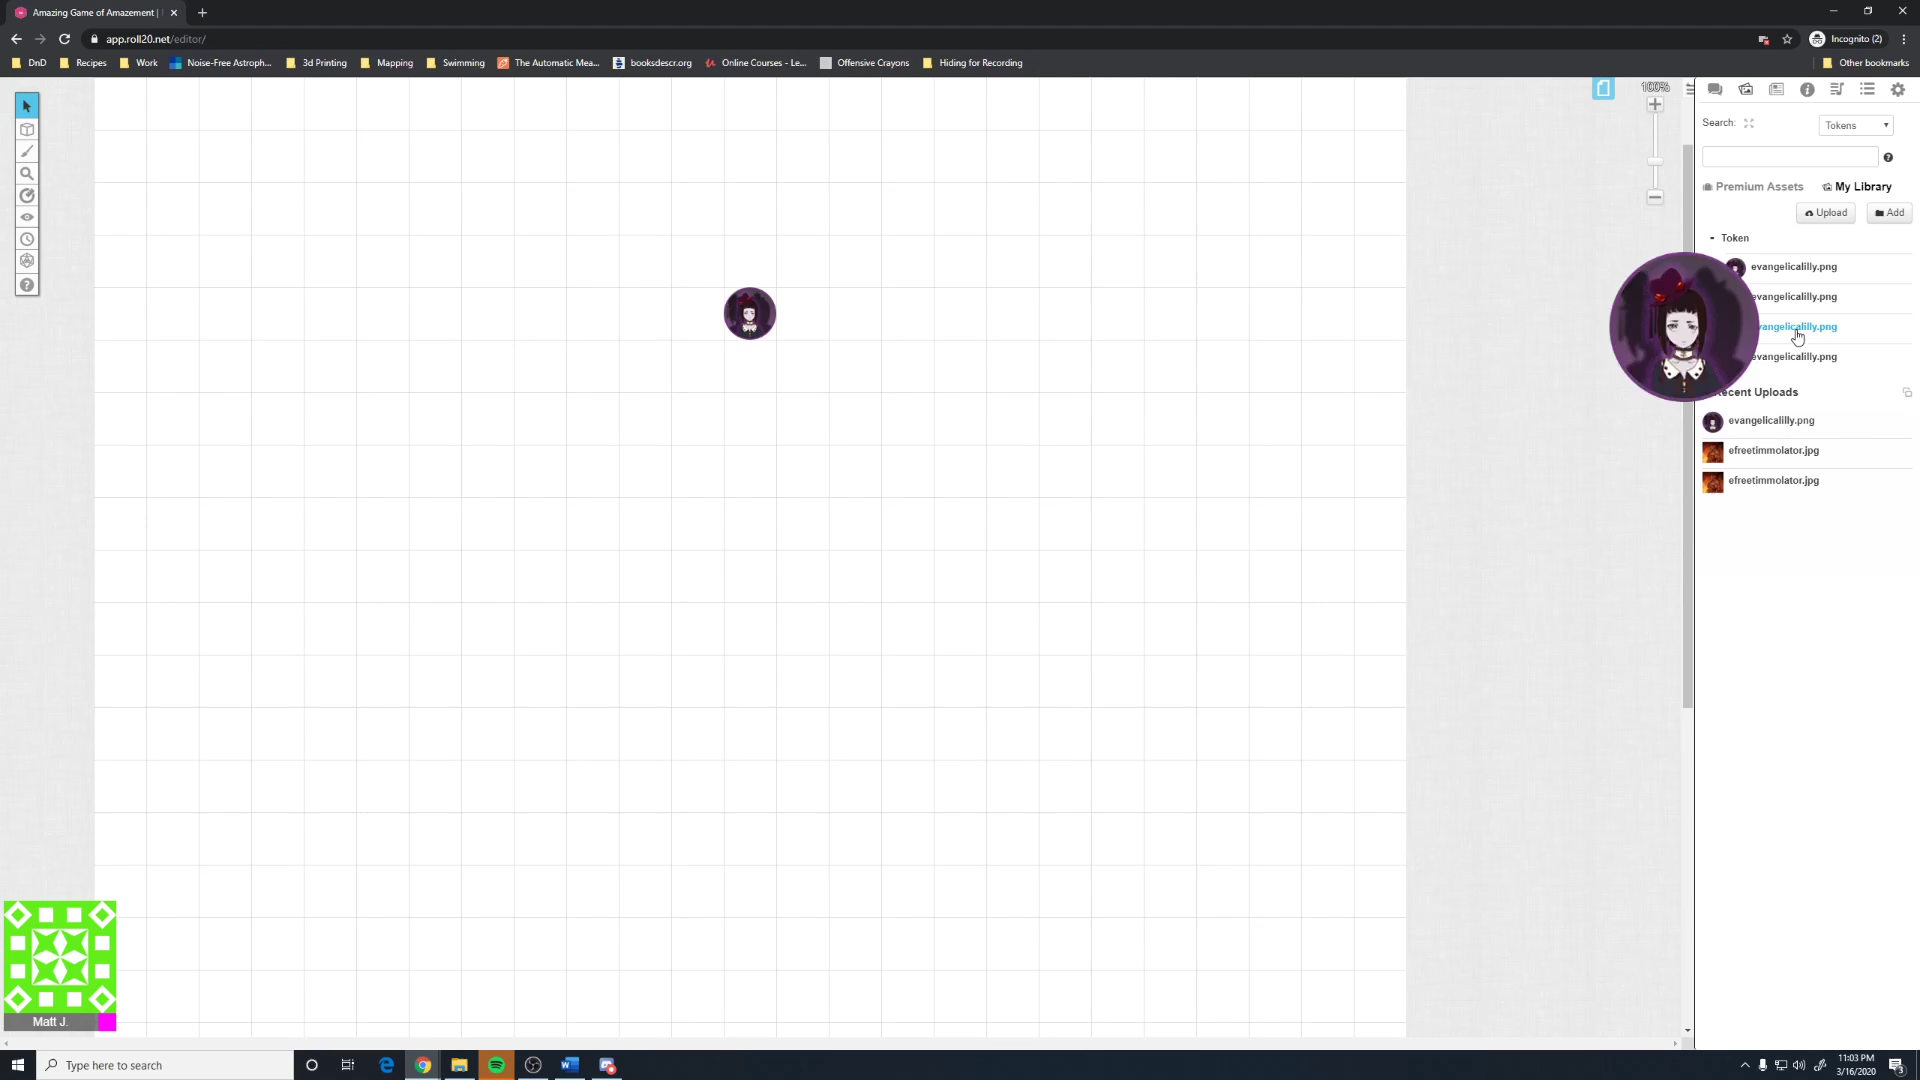 Amazing Game of Amazement |
Incognito (2)
app.roll20.net/editor/
DnD
Recipes
Work
Noise-Free Astroph...
3d Printing
Mapping
Swimming
The Automatic Mea...
booksdescr.org
Online Courses - Le...
Offensive Crayons
Hiding for Recording
Other bookmarks
100%
Search:
Tokens
Premium Assets
My Library
Upload
Add
Token
evangelicalilly.png
evangelicalilly.png
vangelicalilly.png
evangelicalilly.png
ecent Uploads
evangelicalilly.png
efreetimmolator.jpg
efreetimmolator.jpg
Matt J.
Type here to search
11:03 PM
3/16/2020
3